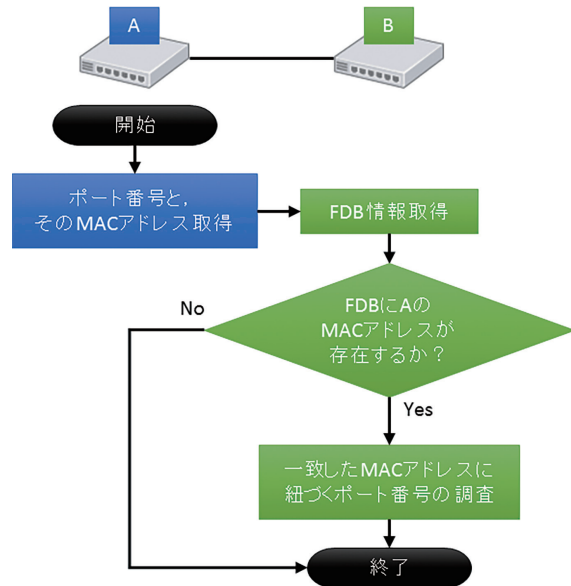 A
B
開始
ポート番号と,
そのMACアドレス取得
FDB情報取得
FDBにAの
MACアドレスが
存在するか？
No
Yes
一致したMACアドレスに
紐づくポート番号の調査
終了